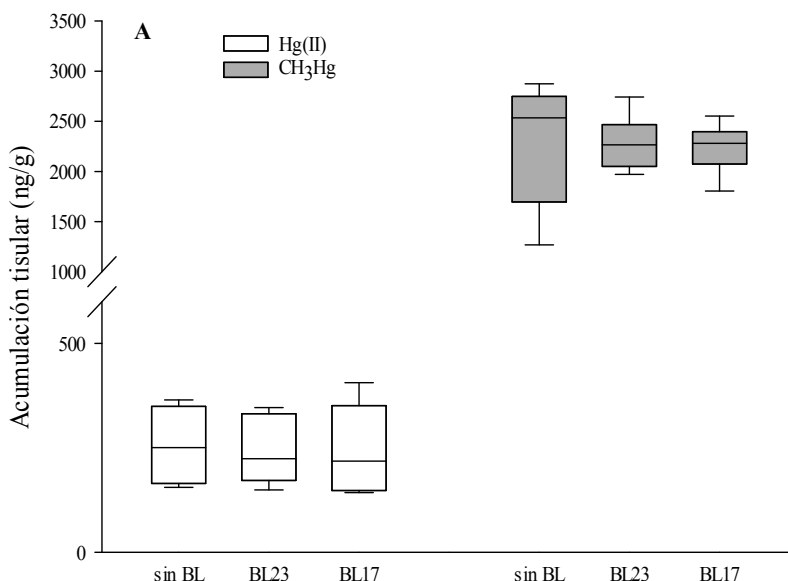 A
Hg(II)
CH3Hg
Acumulación tisular (ng/g)
3500
3000
2500
2000
1500
1000
500
0
sin BL BL23 BL17 sin BL BL23 BL17